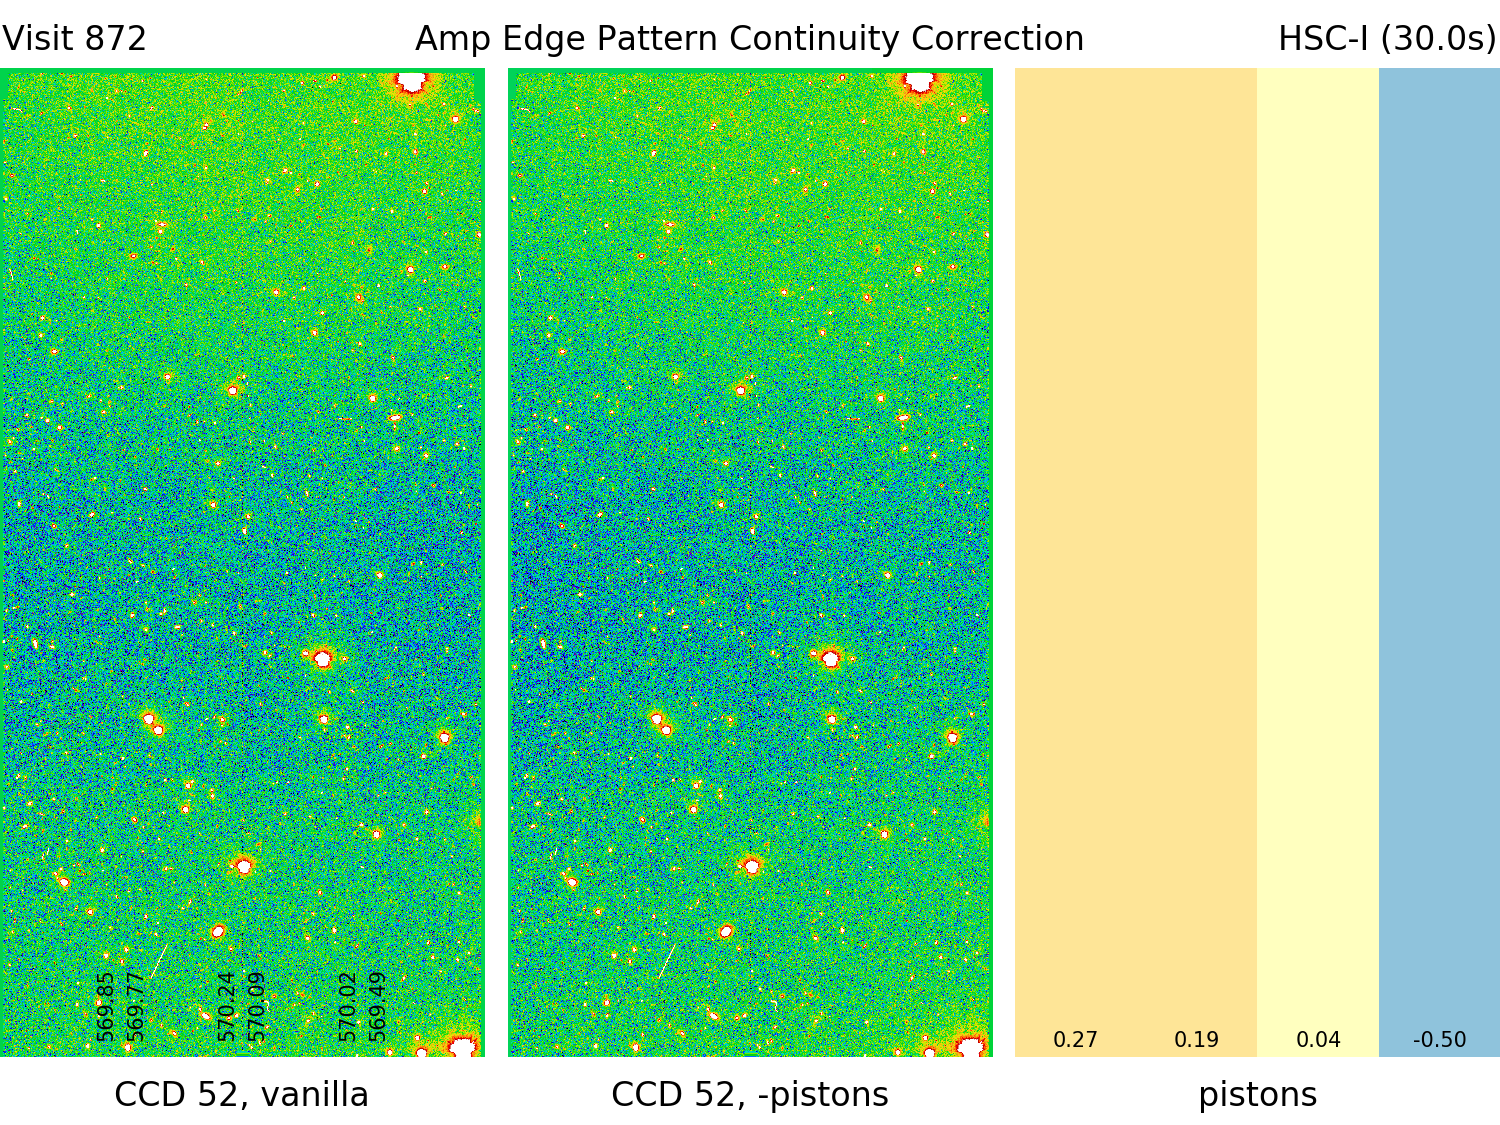 Visit 872
Amp Edge Pattern Continuity Correction
HSC-I (30.0s)
569.85
569.77
570.24
570.09
570.02
569.49
0.27
0.19
0.04
-0.50
CCD 52, vanilla
CCD 52, -pistons
pistons